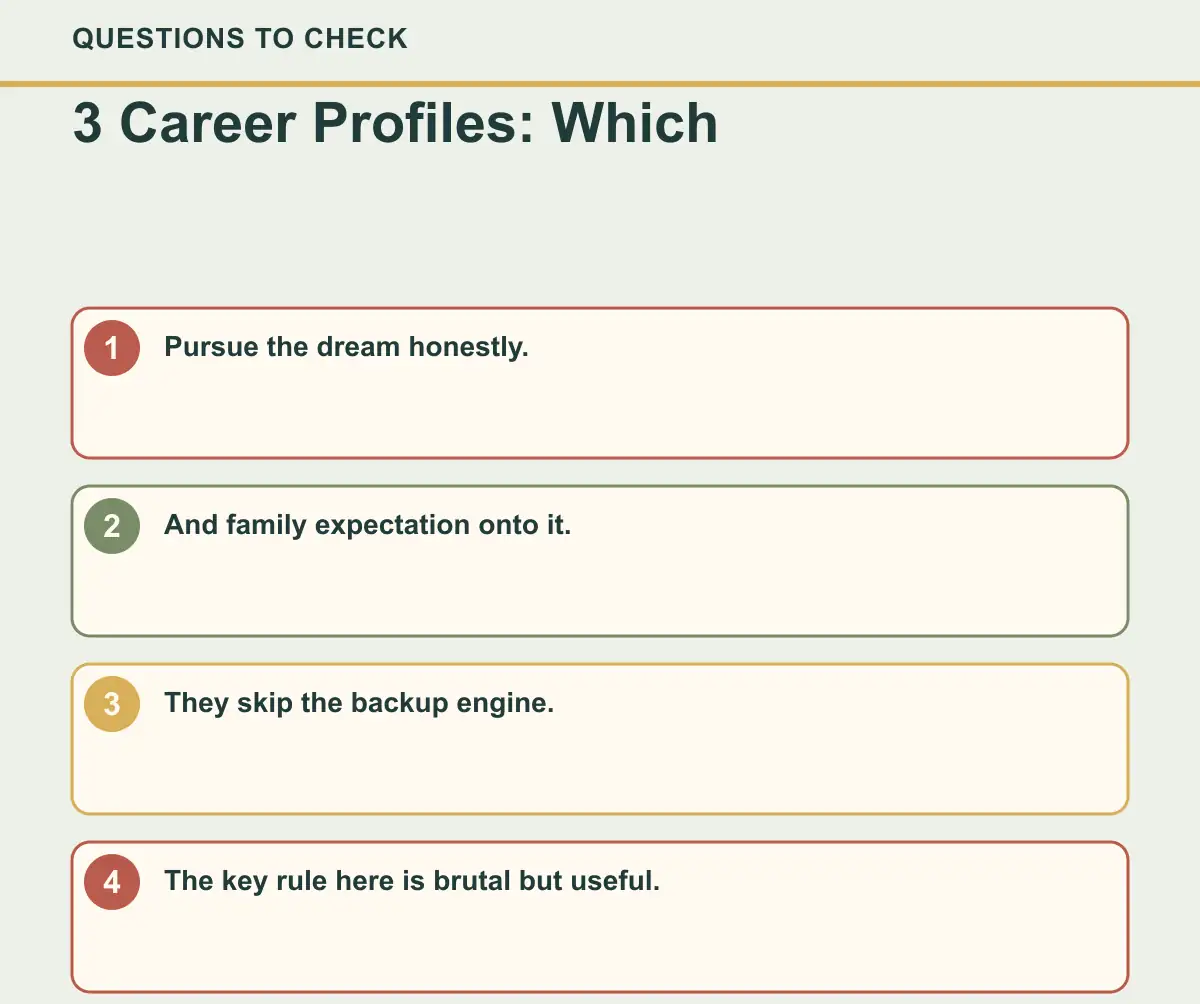 QUESTIONS TO CHECK
3 Career Profiles: Which
1 Pursue the dream honestly.
2 And family expectation onto it.
3 They skip the backup engine.
4 The key rule here is brutal but useful.